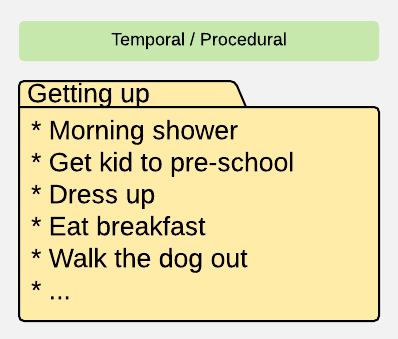 Temporal / Procedural
Getting up
* Morning shower
* Get kid to pre-school
* Dress up
* Eat breakfast
* Walk the dog out
* ...